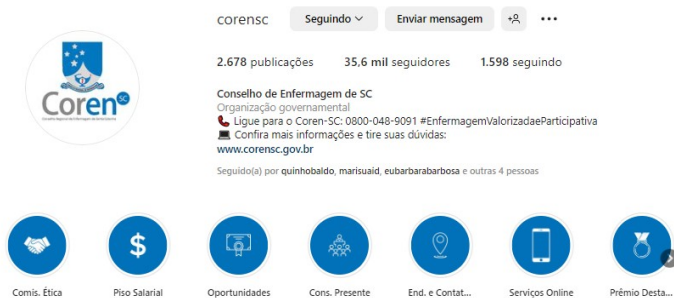 corensc Seguindo Enviar mensagem
2.678 publicações 35,6 mil seguidores 1.598 seguindo
Conselho de Enfermagem de SC
Organização governamental
Ligue para o Coren-SC: 0800-048-9091 #EnfermagemValorizadaeParticipativa
Confira mais informações e tire suas dúvidas:
www.corensc.gov.br
Seguido(a) por quinhobaldo, marisuaid, eubarbarabarbosa e outras 4 pessoas
Coren SC
Comis. Ética Piso Salarial Oportunidades Cons. Presente End. e Contat... Serviços Online Prêmio Desta...